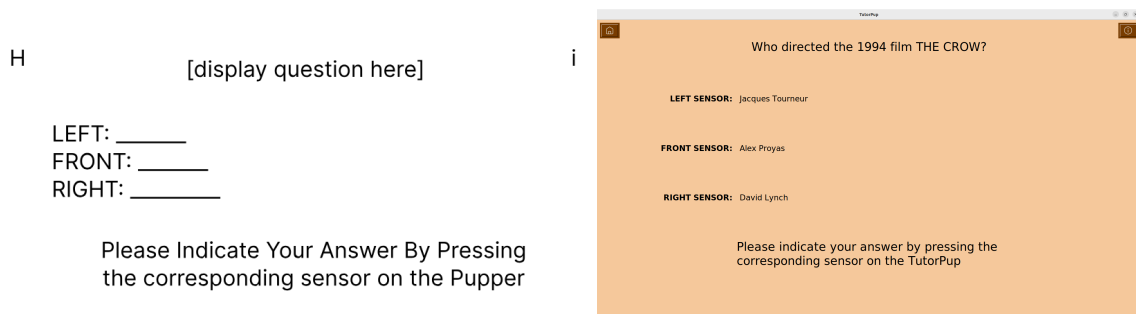 H
i
[display question here]
LEFT: ______
FRONT: ______
RIGHT: ________
Please Indicate Your Answer By Pressing
the corresponding sensor on the Pupper
TutorPup
Who directed the 1994 film THE CROW?
LEFT SENSOR: Jacques Tourneur
FRONT SENSOR: Alex Proyas
RIGHT SENSOR: David Lynch
Please indicate your answer by pressing the
corresponding sensor on the TutorPup